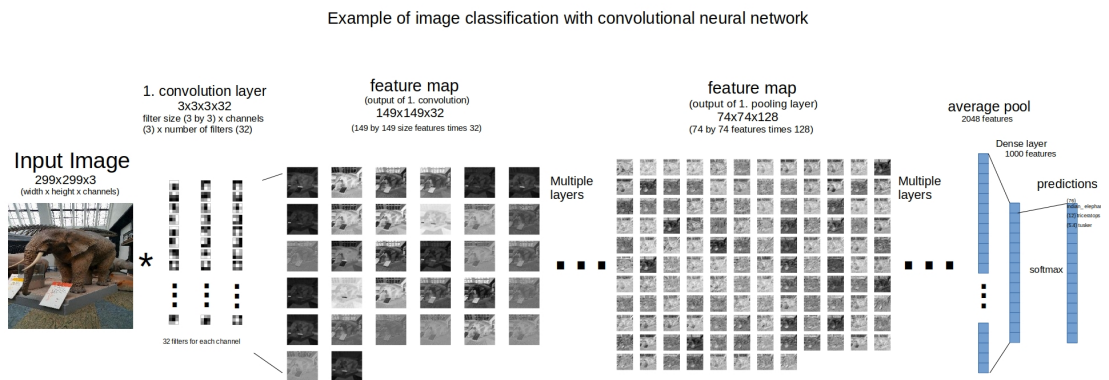 Example of image classification with convolutional neural network
1. convolution layer
3x3x3x32
filter size (3 by 3) x channels
(3) x number of filters (32)
feature map
(output of 1. convolution)
149x149x32
(149 by 149 size features times 32)
feature map
(output of 1. pooling layer)
74x74x128
(74 by 74 features times 128)
average pool
2048 features
Dense layer
1000 features
Input Image
299x299x3
(width x height x channels)
*
Multiple
layers
Multiple
layers
predictions
softmax
32 filters for each channel